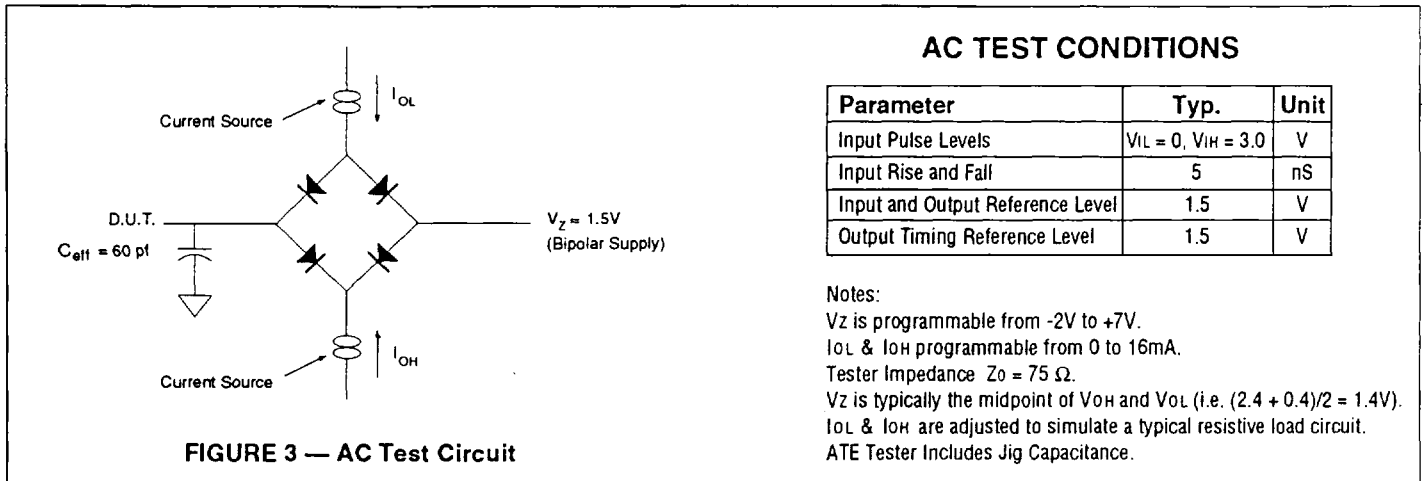 Current Source
I_OL
D.U.T.
C_eff = 60 pf
V_Z = 1.5V
(Bipolar Supply)
I_OH
Current Source
FIGURE 3 — AC Test Circuit
AC TEST CONDITIONS
Parameter Typ. Unit
Input Pulse Levels VIL = 0, VIH = 3.0 V
Input Rise and Fall 5 nS
Input and Output Reference Level 1.5 V
Output Timing Reference Level 1.5 V
Notes:
VZ is programmable from -2V to +7V.
IOL & IOH programmable from 0 to 16mA.
Tester Impedance ZO = 75 Ω.
VZ is typically the midpoint of VOH and VOL (i.e. (2.4 + 0.4)/2 = 1.4V).
IOL & IOH are adjusted to simulate a typical resistive load circuit.
ATE Tester Includes Jig Capacitance.